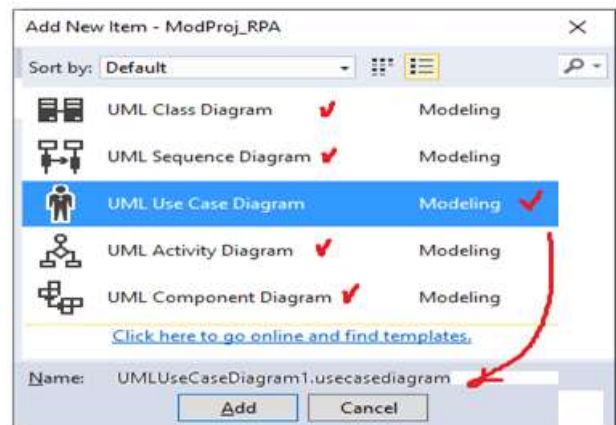 Add New Item - ModProj_RPA
Sort by: Default
UML Class Diagram Modeling
UML Sequence Diagram Modeling
UML Use Case Diagram Modeling
UML Activity Diagram Modeling
UML Component Diagram Modeling
Click here to go online and find templates.
Name: UMLUseCaseDiagram1.usecasediagram
Add Cancel